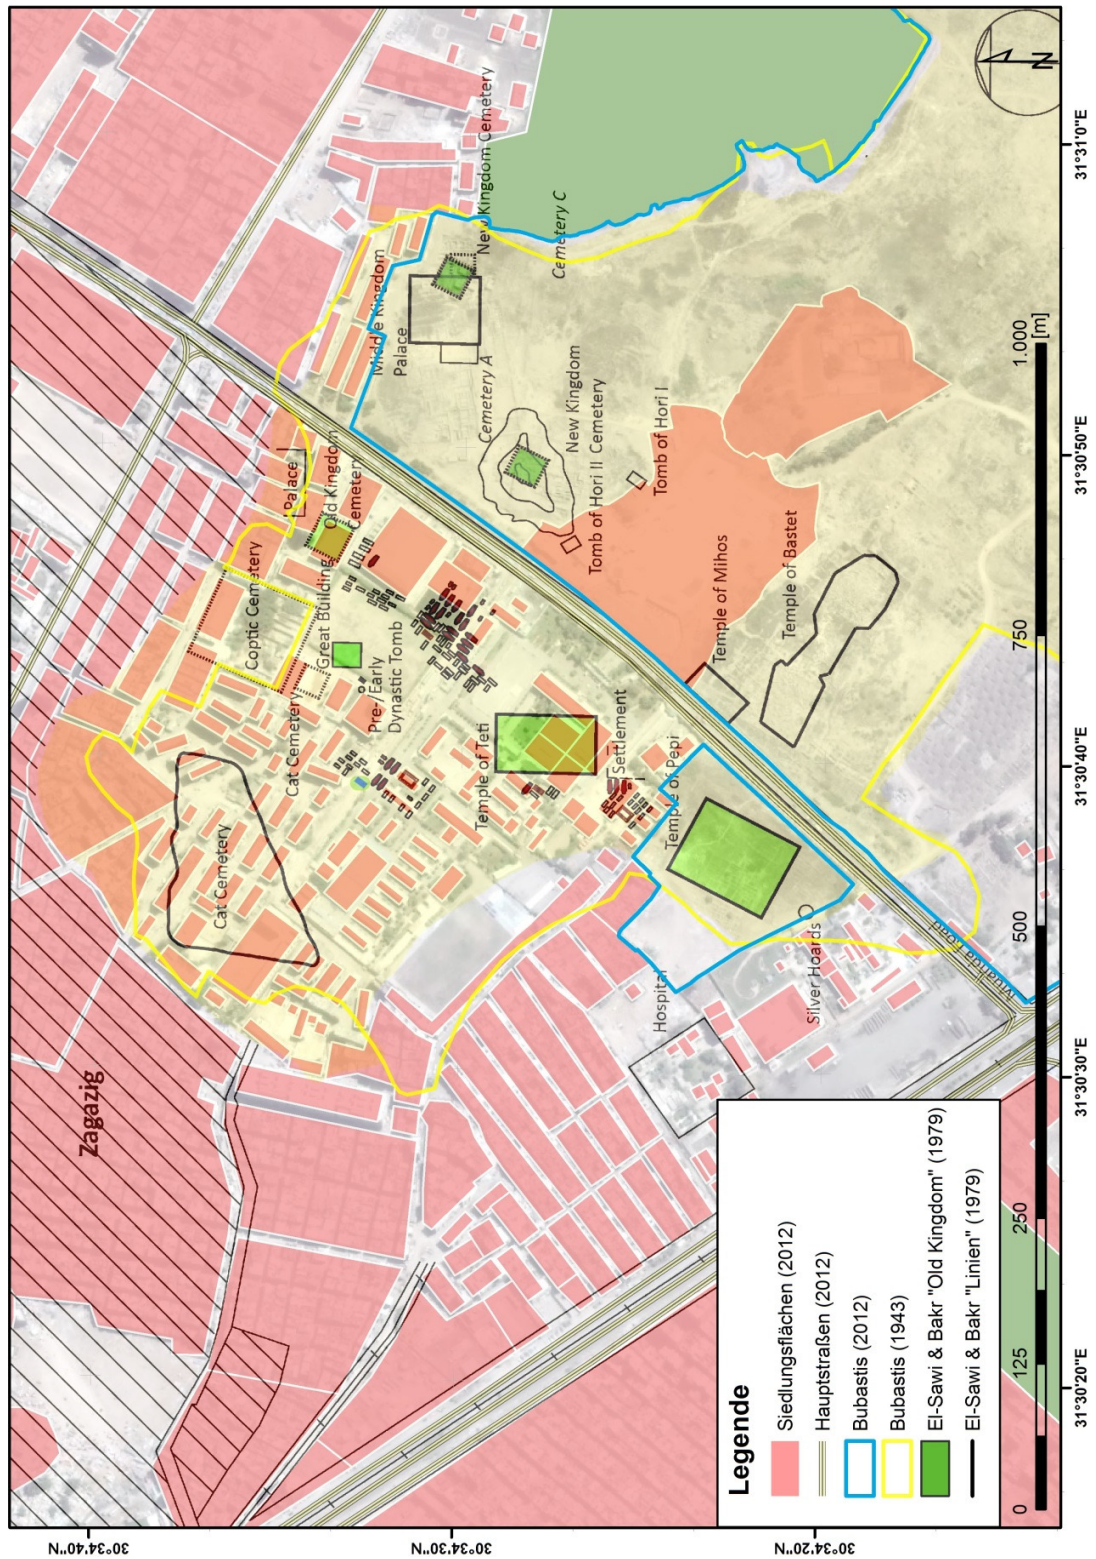 Zagazig
Cat Cemetery
Cat Cemetery
Coptic Cemetery
Great Building
Pre-/Early
Dynastic Tomb
Palace
Old Kingdom
Cemetery
Middle Kingdom
Palace
New Kingdom Cemetery
Cemetery A
Cemetery C
New Kingdom
Cemetery
Tomb of Hori II
Tomb of Hori I
Temple of Teti
Settlement
Temple of Pepi
Temple of Mihos
Temple of Bastet
Hospital
Silver Hoards
N
Legende
Siedlungsflächen (2012)
Hauptstraßen (2012)
Bubastis (2012)
Bubastis (1943)
El-Sawi & Bakr "Old Kingdom" (1979)
El-Sawi & Bakr "Linien" (1979)
0 125 250 500 750 1.000
[m]
31°30'20"E 31°30'30"E 31°30'40"E 31°30'50"E 31°31'0"E
30°34'40"N
30°34'30"N
30°34'20"N